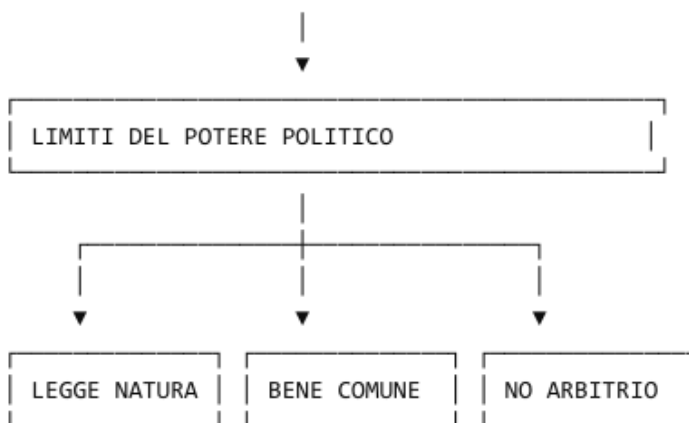 LIMITI DEL POTERE POLITICO
LEGGE NATURA BENE COMUNE NO ARBITRIO